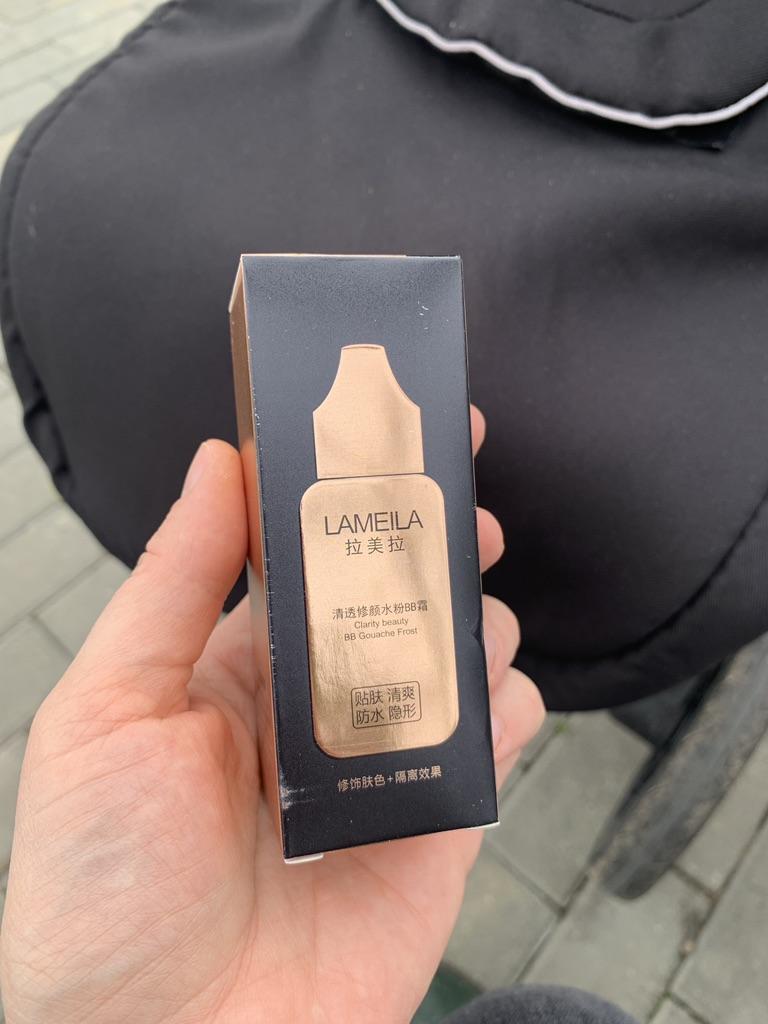 LAMEILA
拉美拉
清透修颜水粉BB霜
Clarity beauty
BB Gouache Frost
贴肤 清爽
防水 隐形
修饰肤色+隔离效果